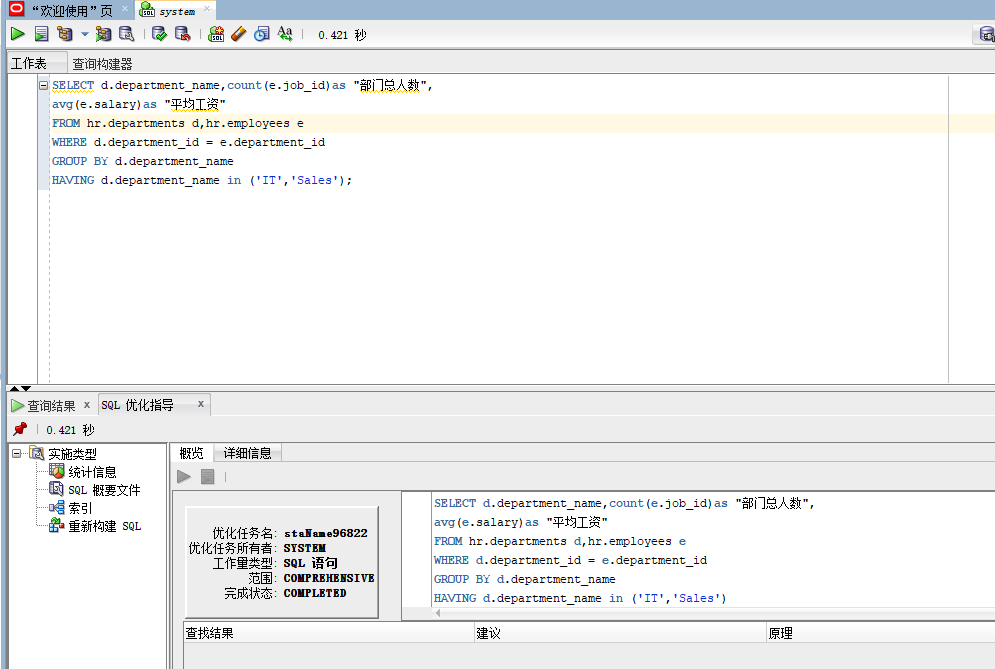 “欢迎使用”页
system
0.421 秒
工作表
查询构建器
SELECT d.department_name,count(e.job_id)as "部门总人数",
avg(e.salary)as "平均工资"
FROM hr.departments d,hr.employees e
WHERE d.department_id = e.department_id
GROUP BY d.department_name
HAVING d.department_name in ('IT','Sales');
查询结果 x
SQL 优化指导 x
0.421 秒
实施类型
统计信息
SQL 概要文件
索引
重新构建 SQL
概览
详细信息
优化任务名: staName96822
优化任务所有者: SYSTEM
工作量类型: SQL 语句
范围: COMPREHENSIVE
完成状态: COMPLETED
SELECT d.department_name,count(e.job_id)as "部门总人数",
avg(e.salary)as "平均工资"
FROM hr.departments d,hr.employees e
WHERE d.department_id = e.department_id
GROUP BY d.department_name
HAVING d.department_name in ('IT','Sales')
查找结果
建议
原理